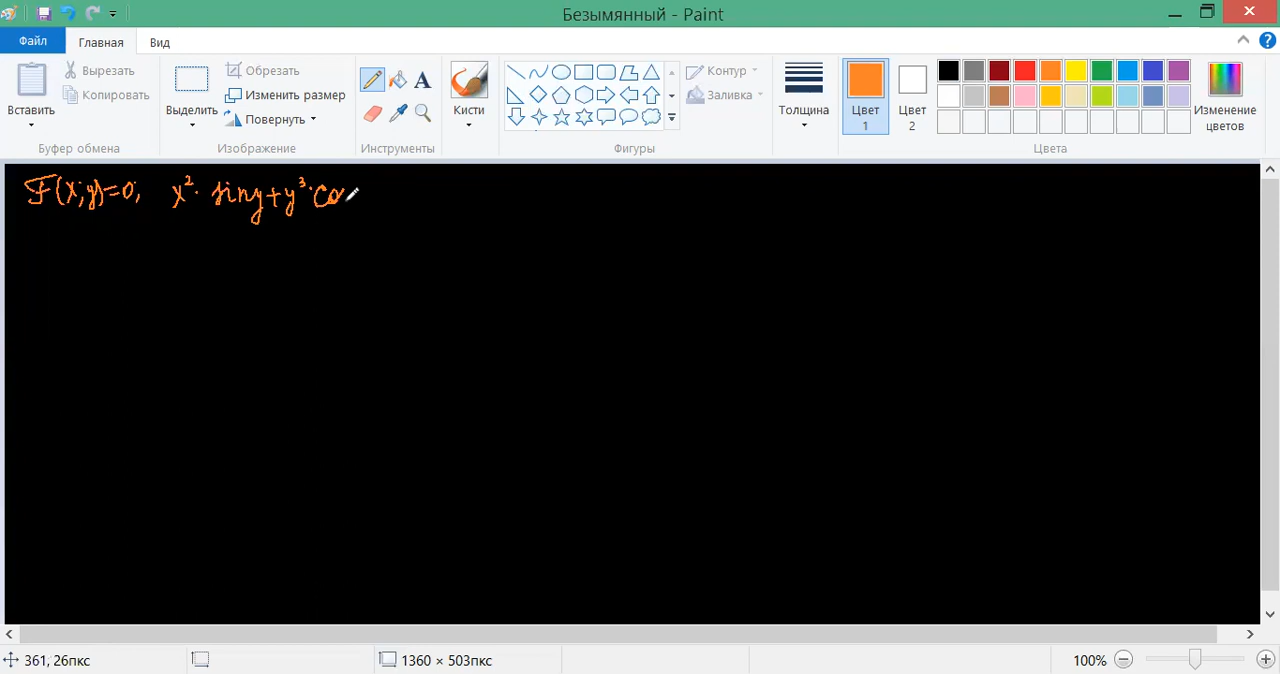 Безымянный - Paint
Файл Главная Вид
Вставить
Вырезать
Копировать
Буфер обмена
Выделить
Обрезать
Изменить размер
Повернуть
Изображение
A
Инструменты
Кисти
Фигуры
Контур
Заливка
Толщина
Цвет
1
Цвет
2
Изменение
цветов
Цвета
F(x;y)=0; x²· siny+y³·co
361, 26пкс
1360 × 503пкс
100%